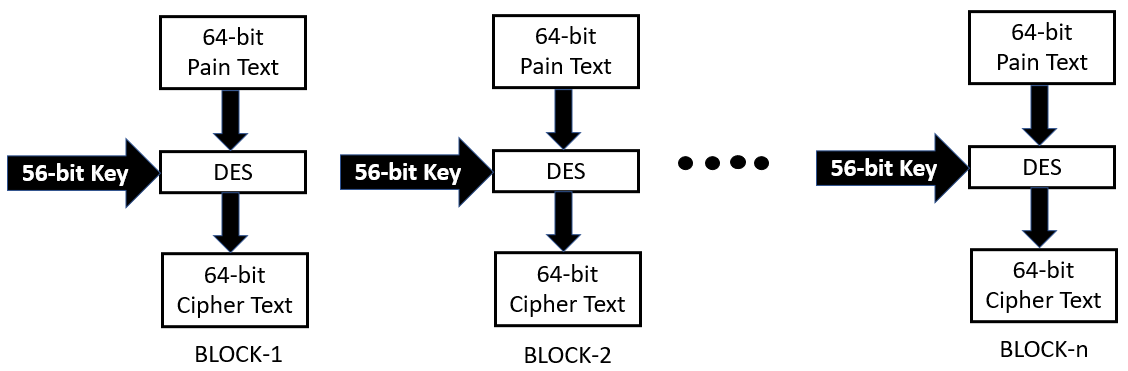 64-bit
Pain Text
56-bit Key
DES
64-bit
Cipher Text
BLOCK-1
64-bit
Pain Text
56-bit Key
DES
64-bit
Cipher Text
BLOCK-2
64-bit
Pain Text
56-bit Key
DES
64-bit
Cipher Text
BLOCK-n